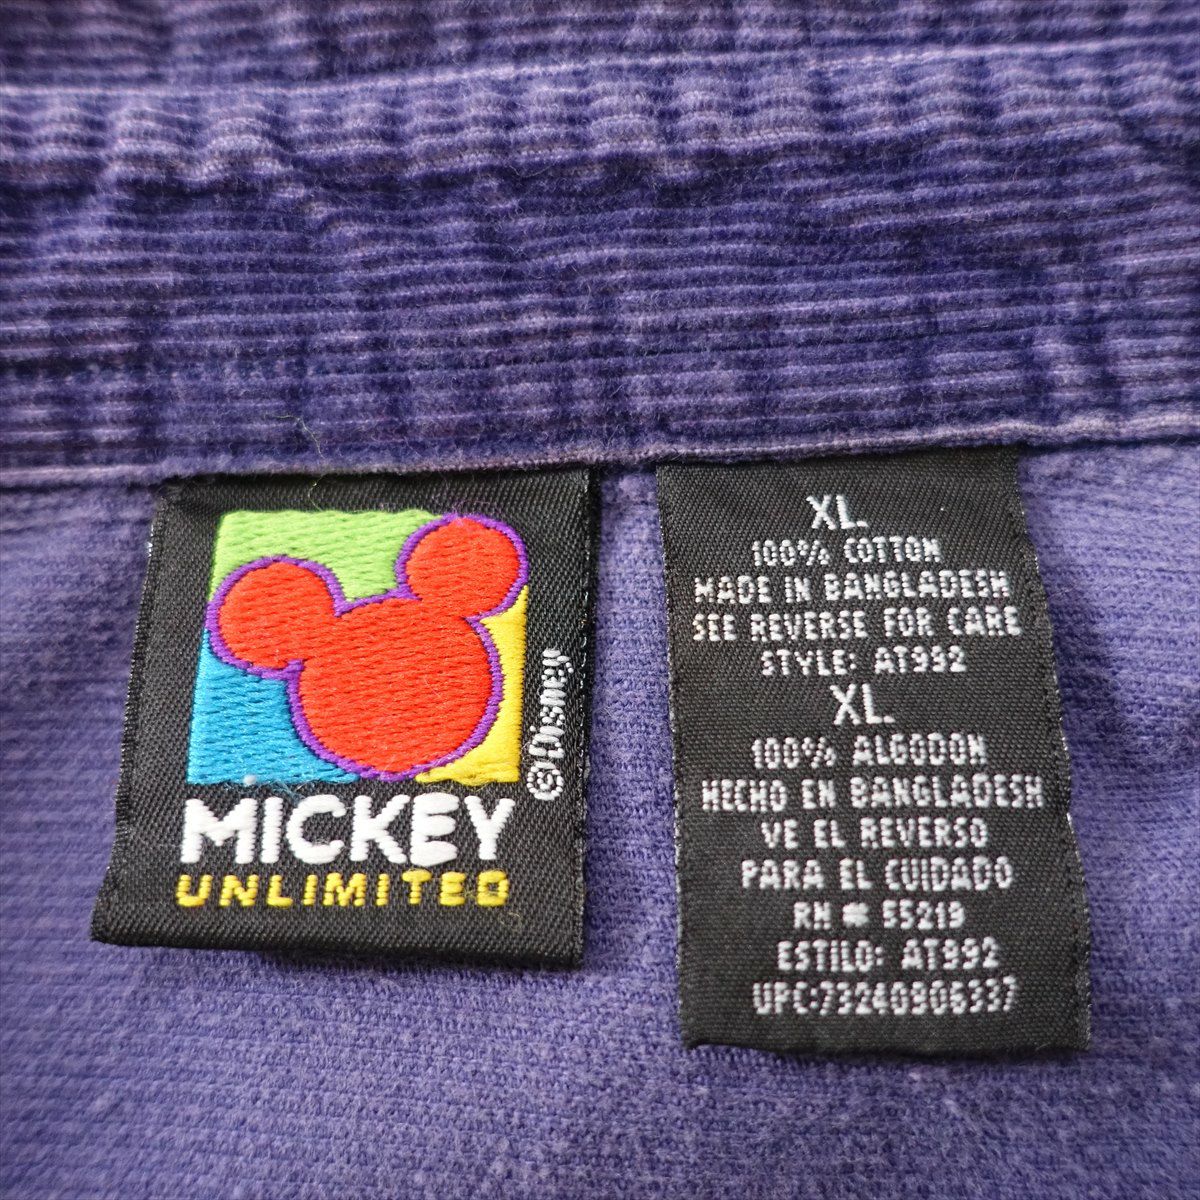 © Disney
MICKEY
UNLIMITED
XL.
100% COTTON
MADE IN BANGLADESH
SEE REVERSE FOR CARE
STYLE: AT992
XL.
100% ALGODON
HECHO EN BANGLADESH
VE EL REVERSO
PARA EL CUIDADO
RN # 55219
ESTILO: AT992
UPC:73240906337